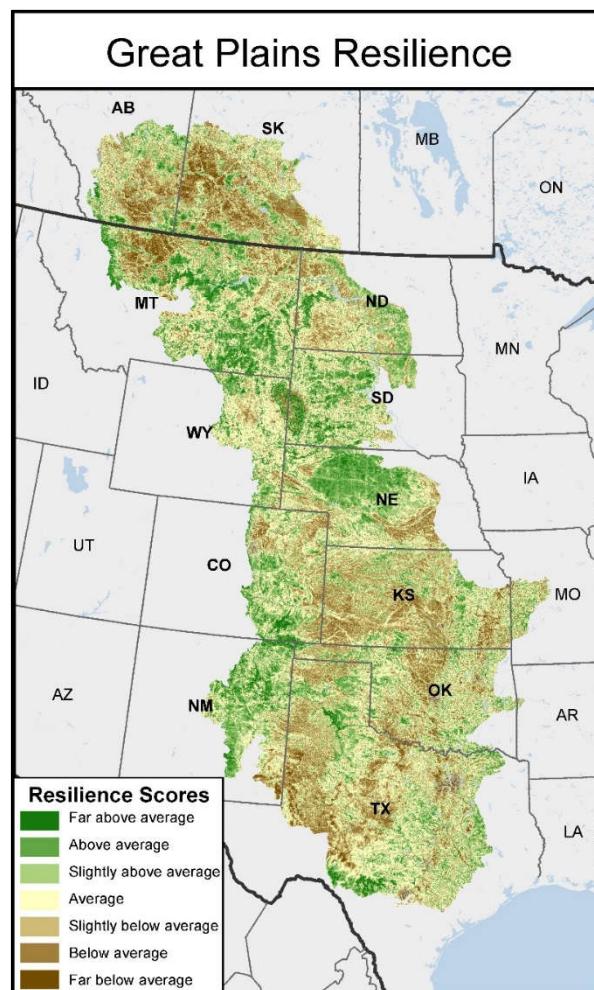 Great Plains Resilience
AB
SK
MB
ON
MT
ND
MN
ID
SD
WY
IA
NE
UT
CO
KS
MO
AZ
NM
OK
AR
TX
LA
Resilience Scores
Far above average
Above average
Slightly above average
Average
Slightly below average
Below average
Far below average